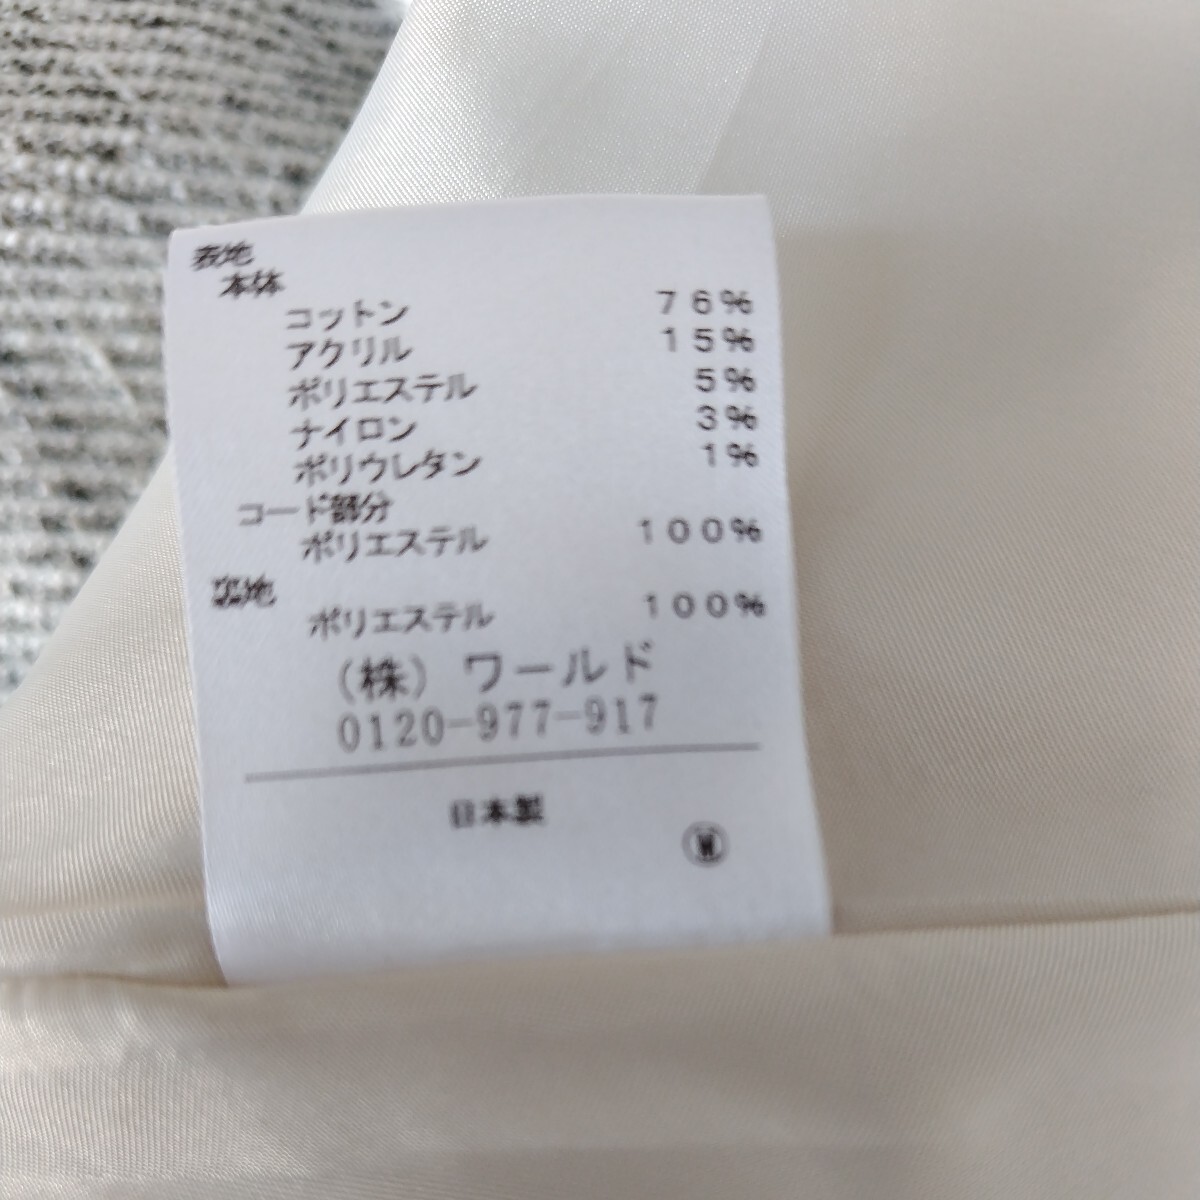 表地
本体
コットン 76%
アクリル 15%
ポリエステル 5%
ナイロン 3%
ポリウレタン 1%
コード部分
ポリエステル 100%
裏地
ポリエステル 100%
(株) ワールド
0120-977-917
日本製
W